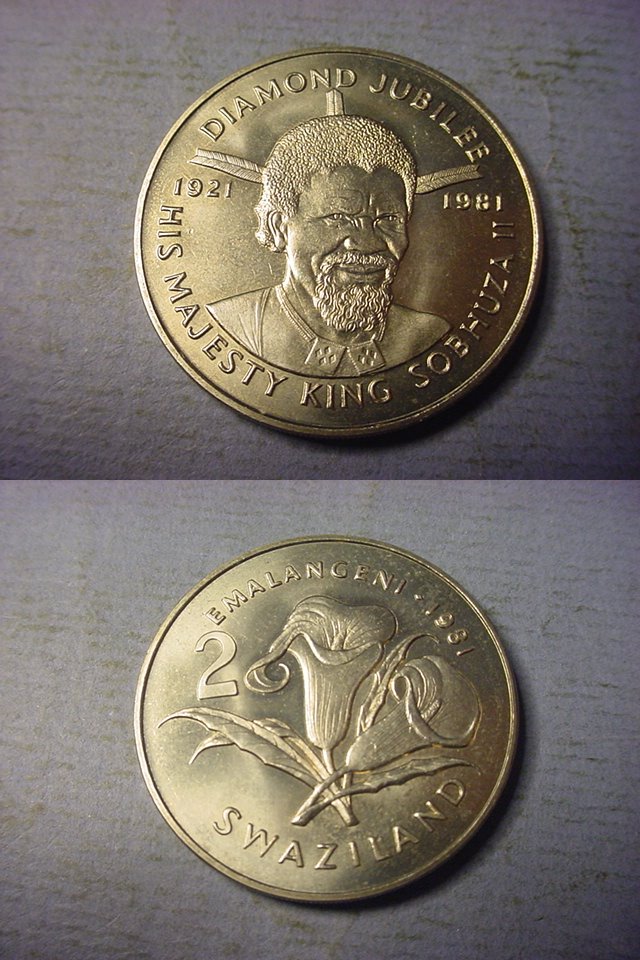 DIAMOND JUBILEE
1921 1981
HIS MAJESTY KING SOBHUZA II
EMALANGENI · 1981
2
SWAZILAND